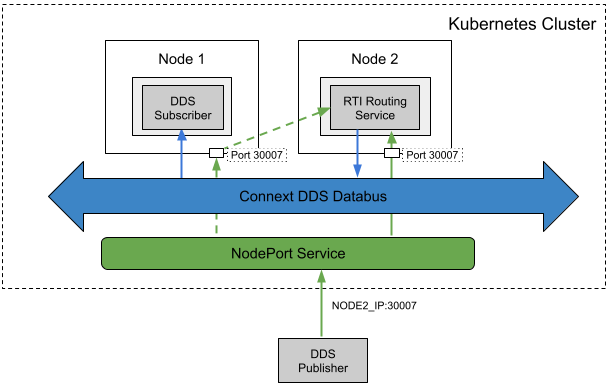 Kubernetes Cluster
Node 1
Node 2
DDS
Subscriber
RTI Routing
Service
Port 30007
Port 30007
Connext DDS Databus
NodePort Service
NODE2_IP:30007
DDS
Publisher